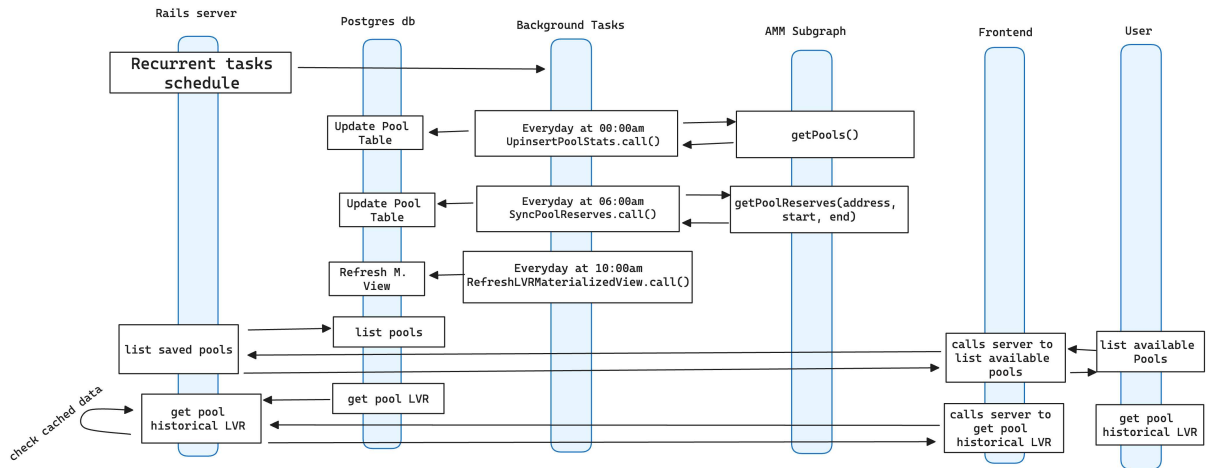 Rails server
Postgres db
Background Tasks
AMM Subgraph
Frontend
User
Recurrent tasks
schedule
Update Pool
Table
Everyday at 00:00am
UpinsertPoolStats.call()
getPools()
Update Pool
Table
Everyday at 06:00am
SyncPoolReserves.call()
getPoolReserves(address,
start, end)
Refresh M.
View
Everyday at 10:00am
RefreshLVRMaterializedView.call()
list saved pools
list pools
calls server to
list available
pools
list available
Pools
check cached data
get pool
historical LVR
get pool LVR
calls server to
get pool
historical LVR
get pool
historical LVR